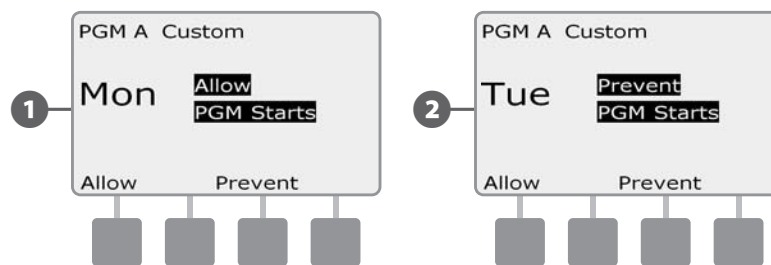 PGM A Custom
1
Mon
Allow
PGM Starts
Allow Prevent
PGM A Custom
2
Tue
Prevent
PGM Starts
Allow Prevent